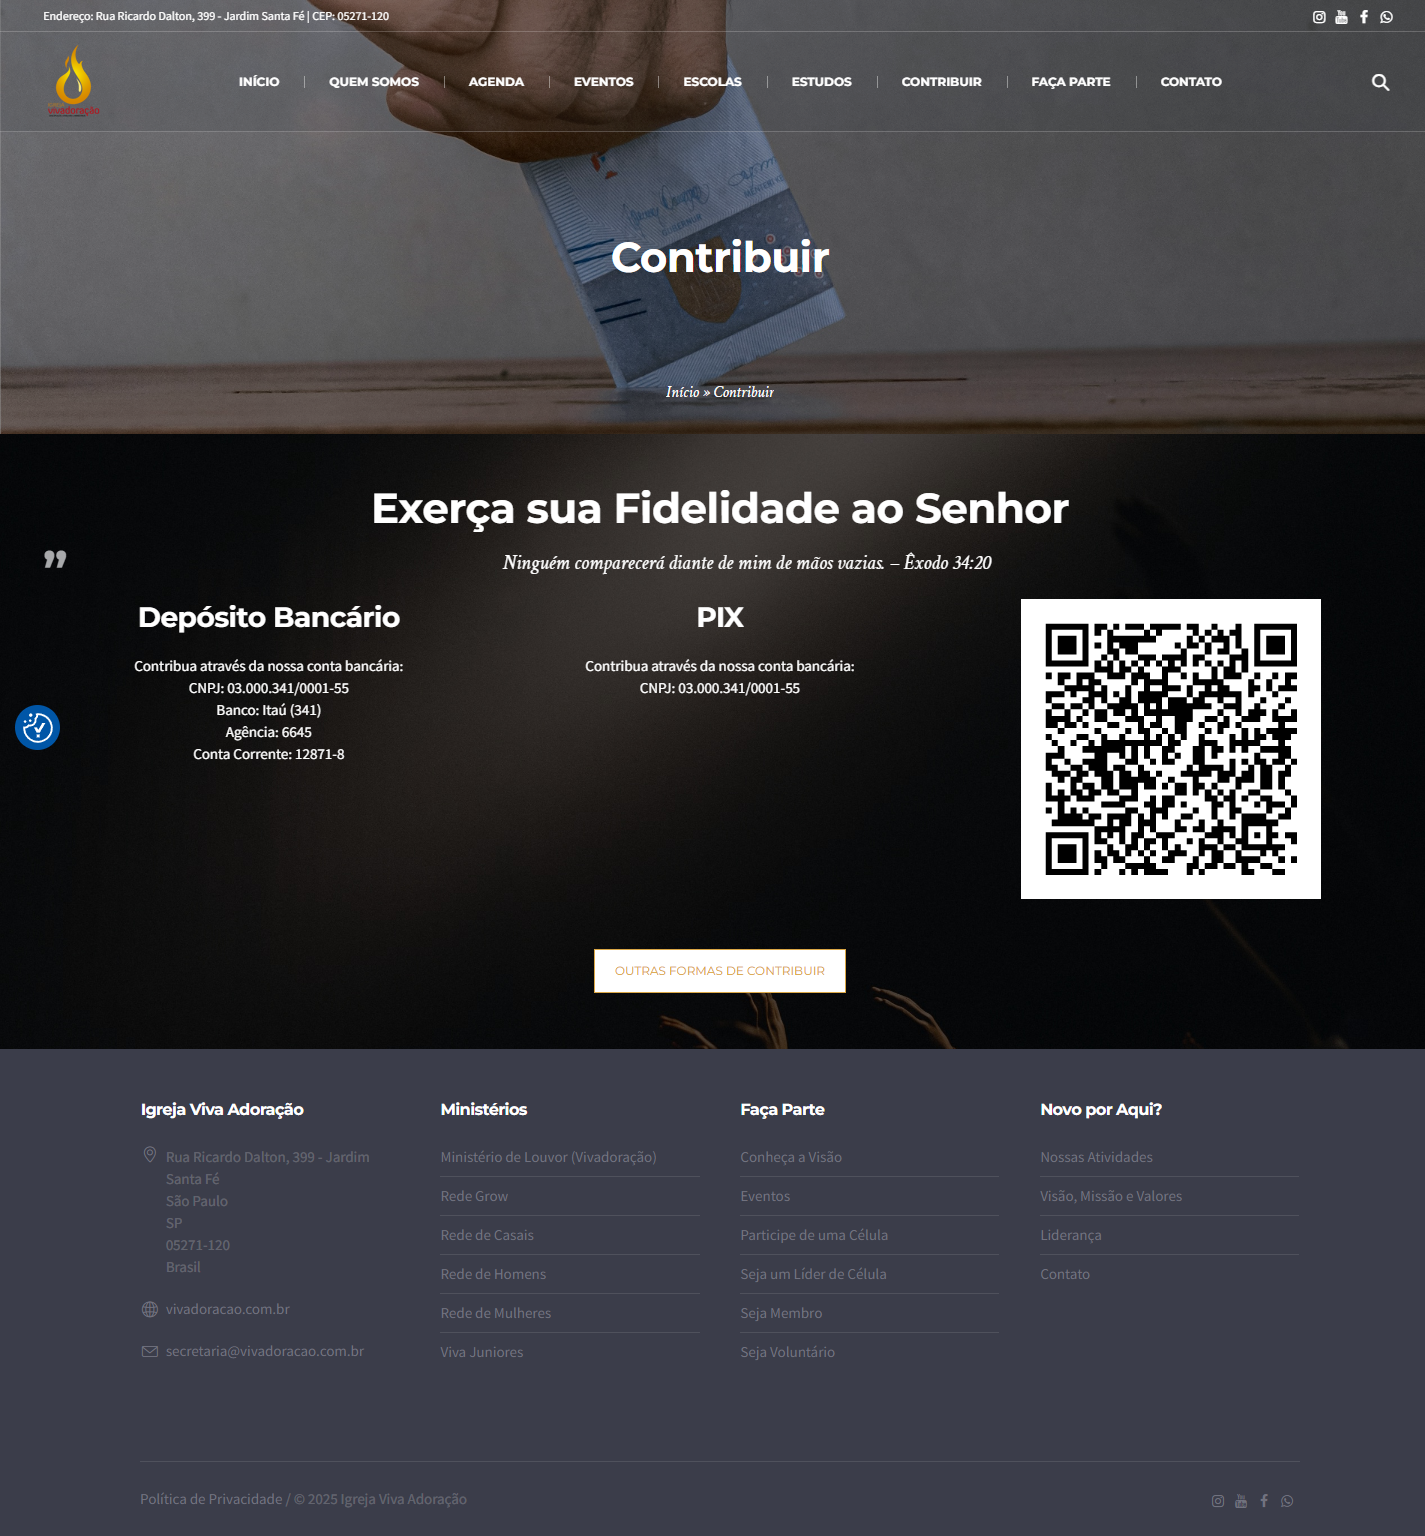 Endereço: Rua Ricardo Dalton, 399 - Jardim Santa Fé | CEP: 05271-120
vivadoração
INÍCIO
QUEM SOMOS
AGENDA
EVENTOS
ESCOLAS
ESTUDOS
CONTRIBUIR
FAÇA PARTE
CONTATO
GUBERNUR
Contribuir
Início » Contribuir
Exerça sua Fidelidade ao Senhor
”
Ninguém comparecerá diante de mim de mãos vazias. – Êxodo 34:20
Depósito Bancário
Contribua através da nossa conta bancária:
CNPJ: 03.000.341/0001-55
Banco: Itaú (341)
Agência: 6645
Conta Corrente: 12871-8
PIX
Contribua através da nossa conta bancária:
CNPJ: 03.000.341/0001-55
OUTRAS FORMAS DE CONTRIBUIR
Igreja Viva Adoração
Rua Ricardo Dalton, 399 - Jardim
Santa Fé
São Paulo
SP
05271-120
Brasil
vivadoracao.com.br
secretaria@vivadoracao.com.br
Ministérios
Ministério de Louvor (Vivadoração)
Rede Grow
Rede de Casais
Rede de Homens
Rede de Mulheres
Viva Juniores
Faça Parte
Conheça a Visão
Eventos
Participe de uma Célula
Seja um Líder de Célula
Seja Membro
Seja Voluntário
Novo por Aqui?
Nossas Atividades
Visão, Missão e Valores
Liderança
Contato
Política de Privacidade / © 2025 Igreja Viva Adoração